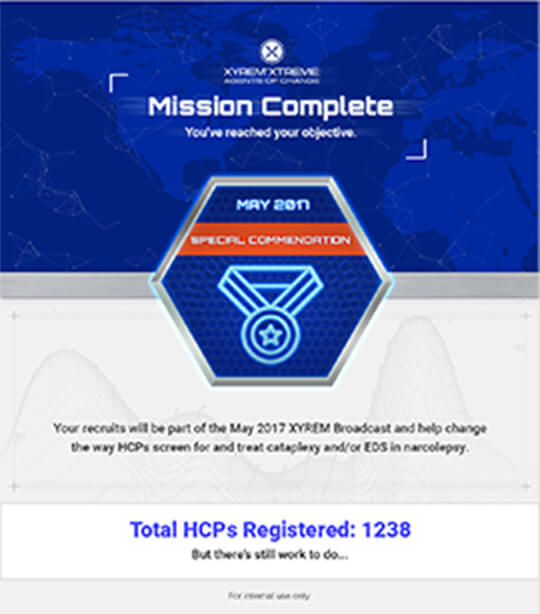 XYREM XTREME
AGENTS OF CHANGE
Mission Complete
You've reached your objective.
MAY 2017
SPECIAL COMMENDATION
Your recruits will be part of the May 2017 XYREM Broadcast and help change
the way HCPs screen for and treat cataplexy and/or EDS in narcolepsy.
Total HCPs Registered: 1238
But there's still work to do...
For internal use only